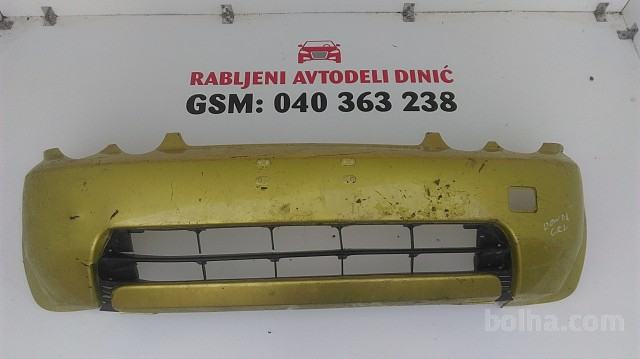 RABLJENI AVTODELI DINIĆ
GSM: 040 363 238
bolha.com